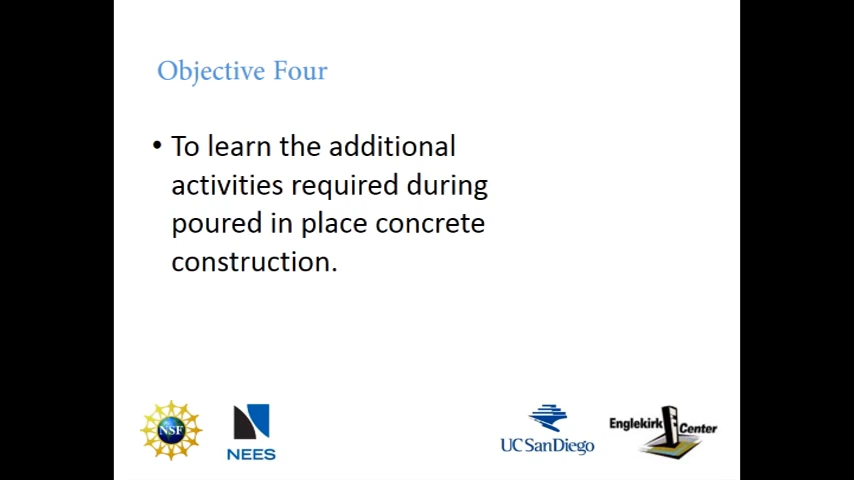 Objective Four
• To learn the additional
activities required during
poured in place concrete
construction.
NSF
NEES
UC San Diego
Englekirk Center